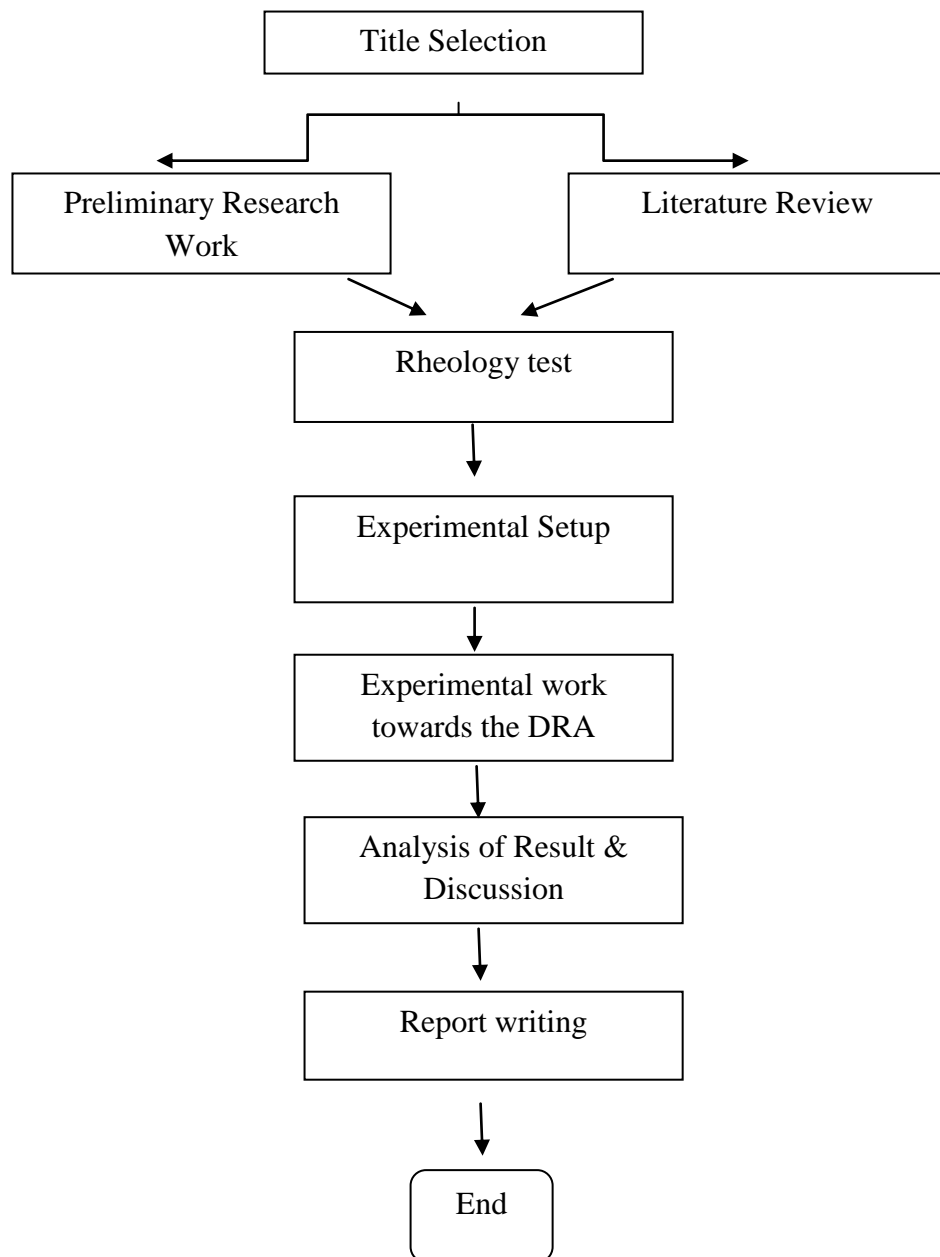 Title Selection
Preliminary Research
Work
Literature Review
Rheology test
Experimental Setup
Experimental work
towards the DRA
Analysis of Result &
Discussion
Report writing
End